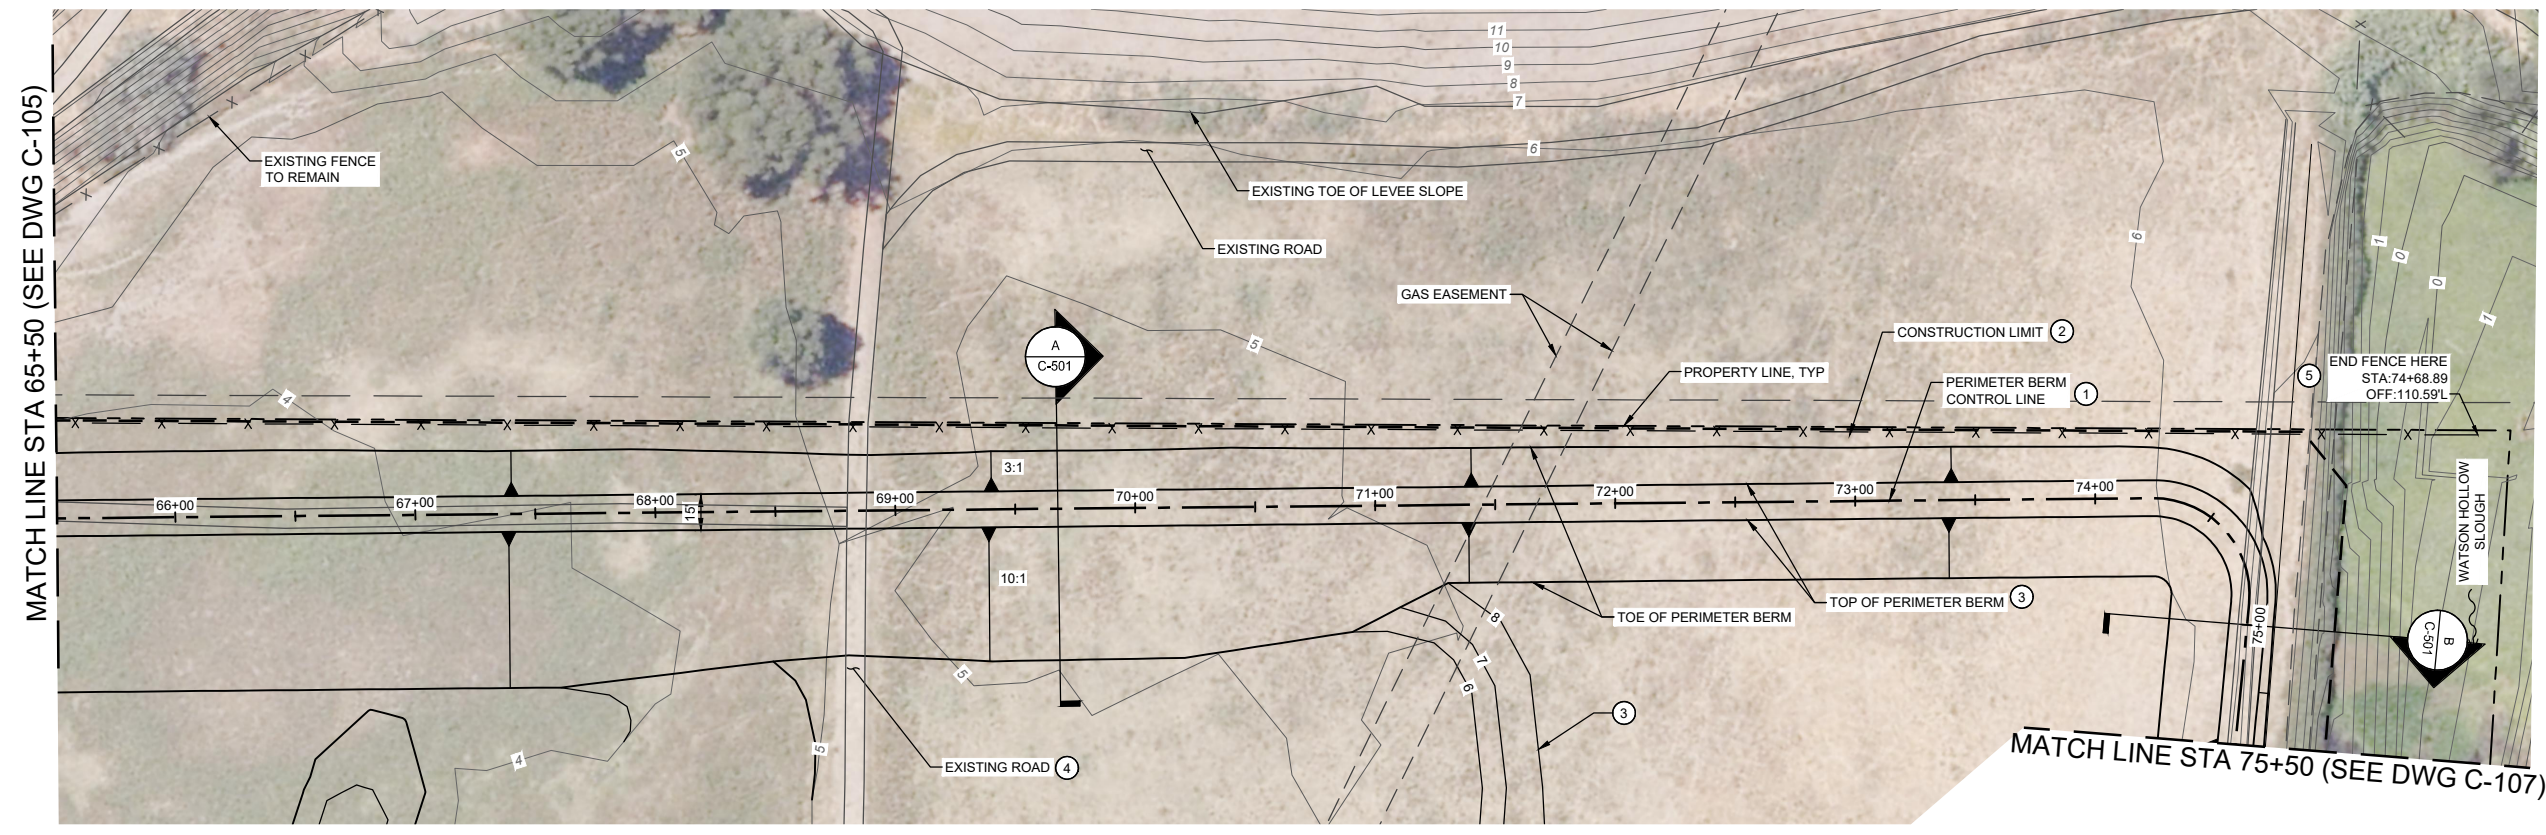 11
10
9
8
7
6
5
EXISTING FENCE
TO REMAIN
EXISTING TOE OF LEVEE SLOPE
EXISTING ROAD
6
1
0
0
1
GAS EASEMENT
A
C-501
5
CONSTRUCTION LIMIT 2
PROPERTY LINE, TYP
PERIMETER BERM
CONTROL LINE 1
5
END FENCE HERE
STA:74+68.89
OFF:110.59'L
MATCH LINE STA 65+50 (SEE DWG C-105)
4
X X X X X X X X X X X X X X X X X X X X X X X X X X X X
3:1
66+00
67+00
68+00
15'
69+00
70+00
71+00
72+00
73+00
74+00
WATSON HOLLOW
SLOUGH
10:1
TOP OF PERIMETER BERM 3
TOE OF PERIMETER BERM
75+00
B
C-501
8
7
6
5
3
4
5
EXISTING ROAD 4
MATCH LINE STA 75+50 (SEE DWG C-107)